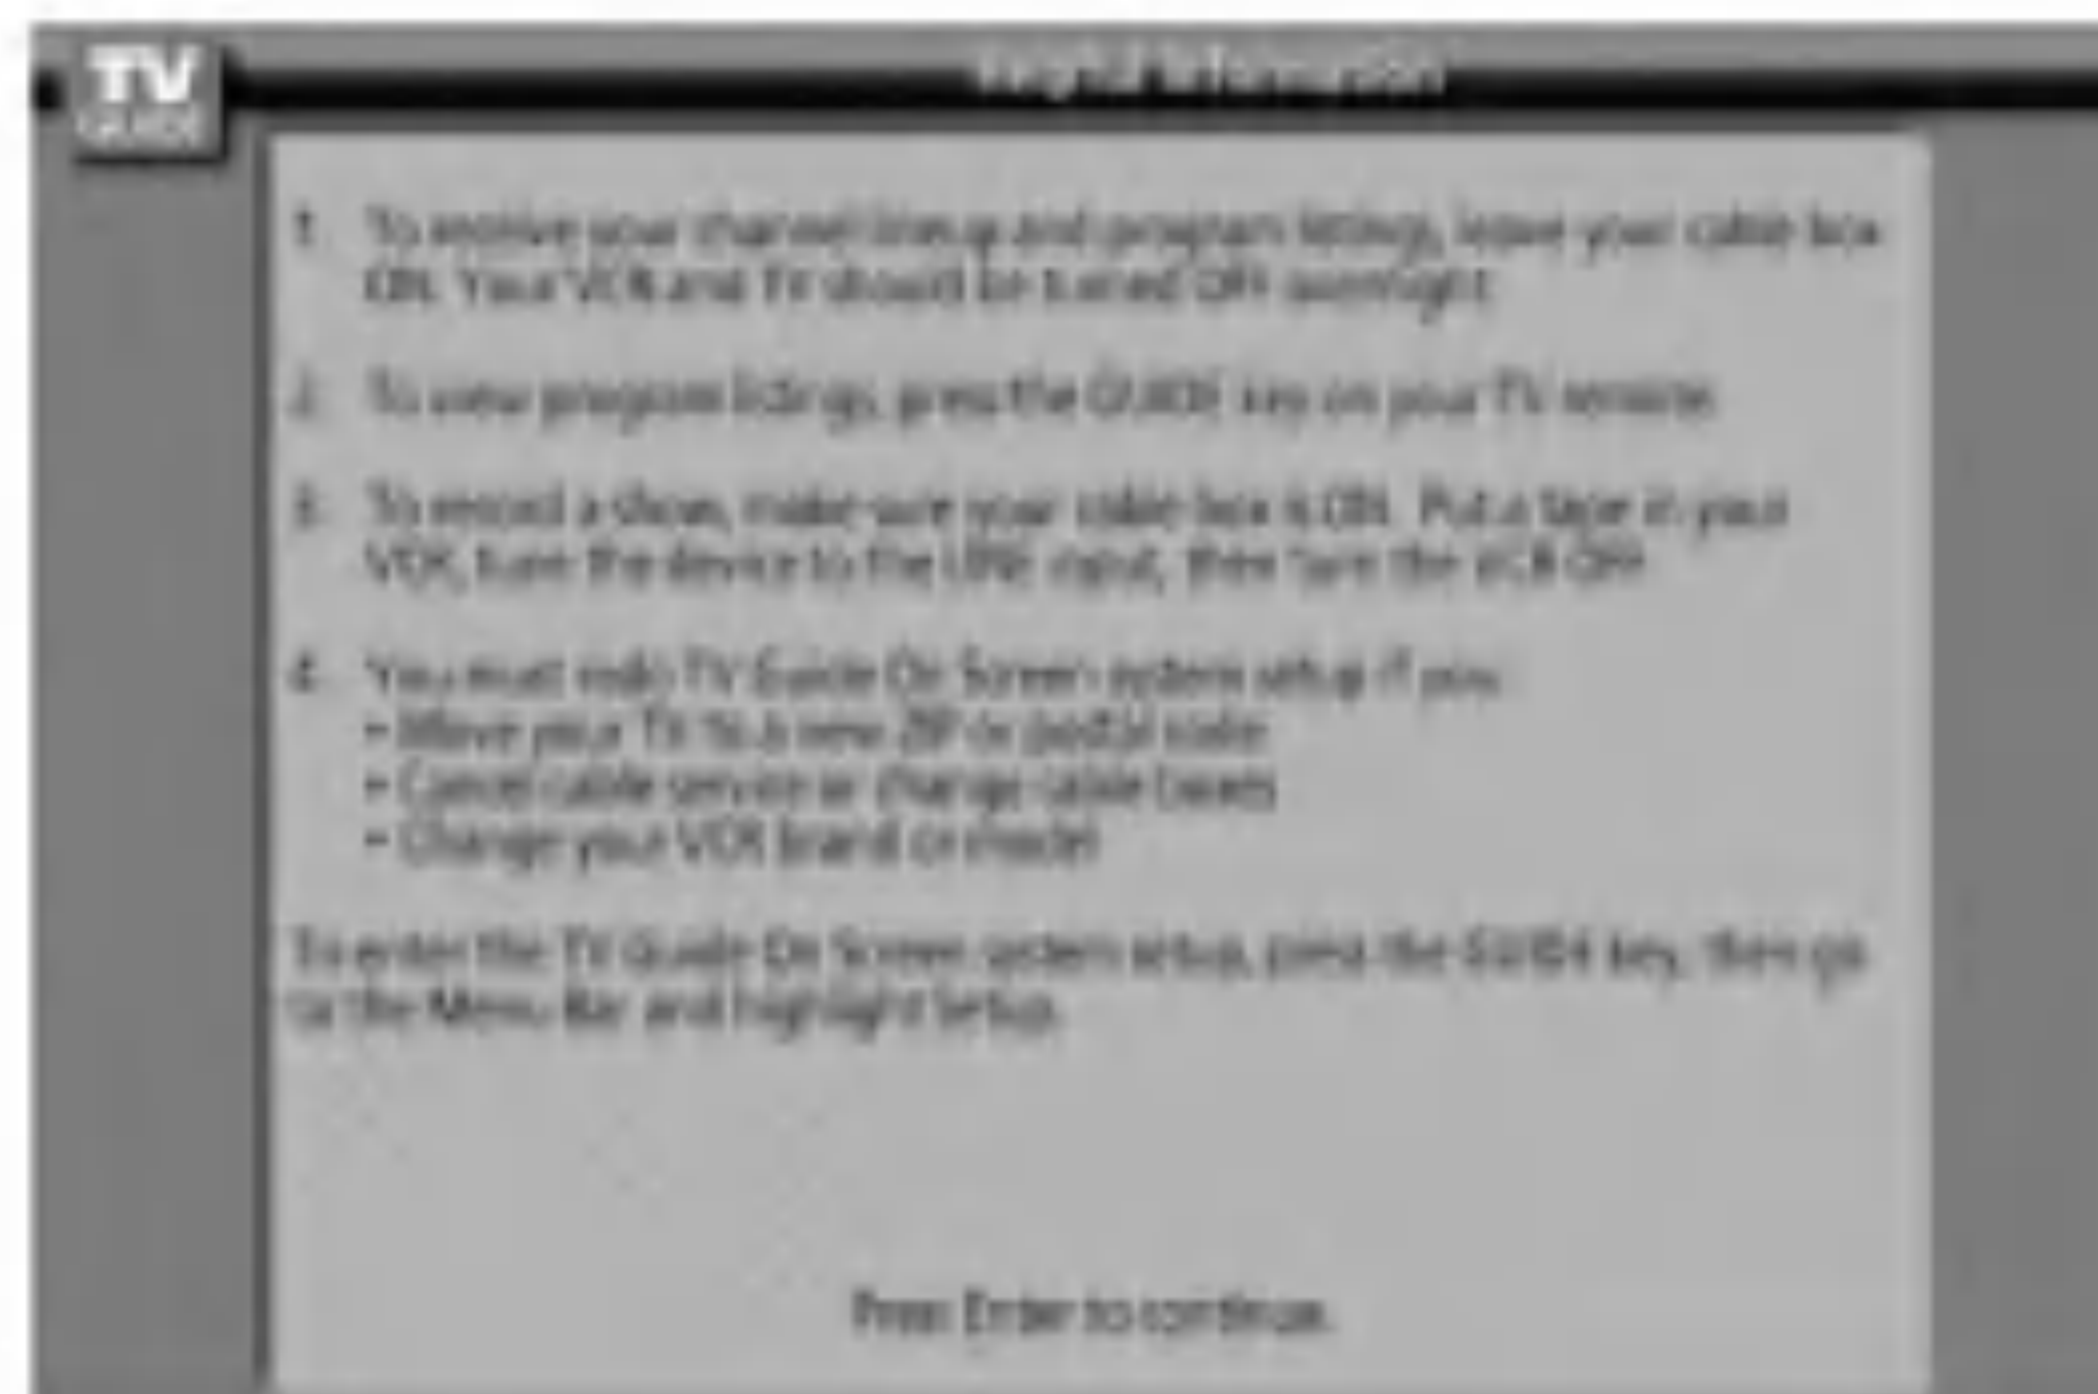 TV
GUIDE
Helpful Information
1. To receive your channel lineup and program listings, leave your cable box
ON. Your VCR and TV should be turned OFF overnight.
2. To view program listings, press the GUIDE key on your TV remote.
3. To record a show, make sure your cable box is ON. Put a tape in your
VCR, tune the device to the LINE input, then turn the VCR OFF.
4. You must redo TV Guide On Screen system setup if you:
• Move your TV to a new ZIP or postal code
• Cancel cable service or change cable boxes
• Change your VCR brand or model
To enter the TV Guide On Screen system setup, press the GUIDE key, then go
to the Menu Bar and highlight Setup.
Press Enter to continue.